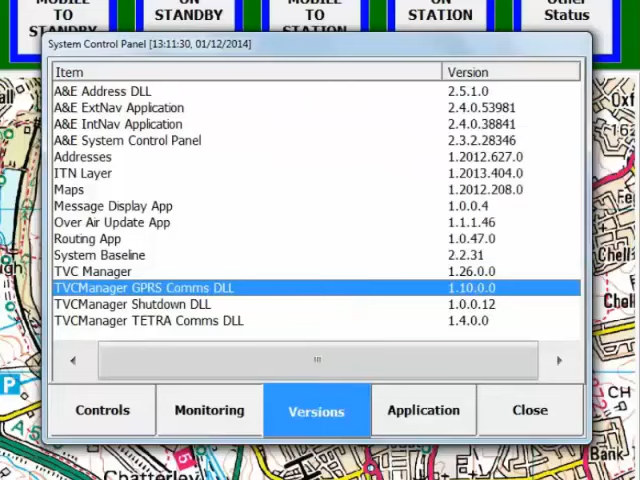 MOBILE
TO
STANDBY
ON
STANDBY
MOBILE
TO
STATION
ON
STATION
Other
Status
System Control Panel [13:11:30, 01/12/2014]
Item Version
A&E Address DLL 2.5.1.0
A&E ExtNav Application 2.4.0.53981
A&E IntNav Application 2.4.0.38841
A&E System Control Panel 2.3.2.28346
Addresses 1.2012.627.0
ITN Layer 1.2013.404.0
Maps 1.2012.208.0
Message Display App 1.0.0.4
Over Air Update App 1.1.1.46
Routing App 1.0.47.0
System Baseline 2.2.31
TVC Manager 1.26.0.0
TVCManager GPRS Comms DLL 1.10.0.0
TVCManager Shutdown DLL 1.0.0.12
TVCManager TETRA Comms DLL 1.4.0.0
Controls Monitoring Versions Application Close
P
CH
Chatterley
Bank